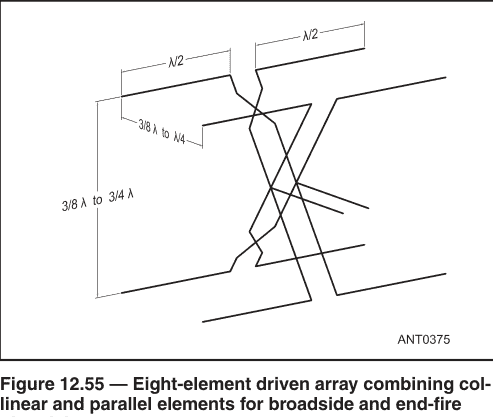 λ/2
λ/2
3/8 λ to λ/4
3/8 λ to 3/4 λ
ANT0375
Figure 12.55 — Eight-element driven array combining col-
linear and parallel elements for broadside and end-fire